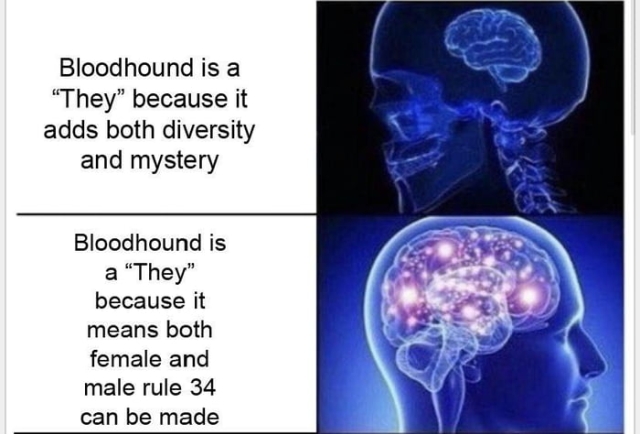 Bloodhound is a
“They” because it
adds both diversity
and mystery
Bloodhound is
a “They”
because it
means both
female and
male rule 34
can be made